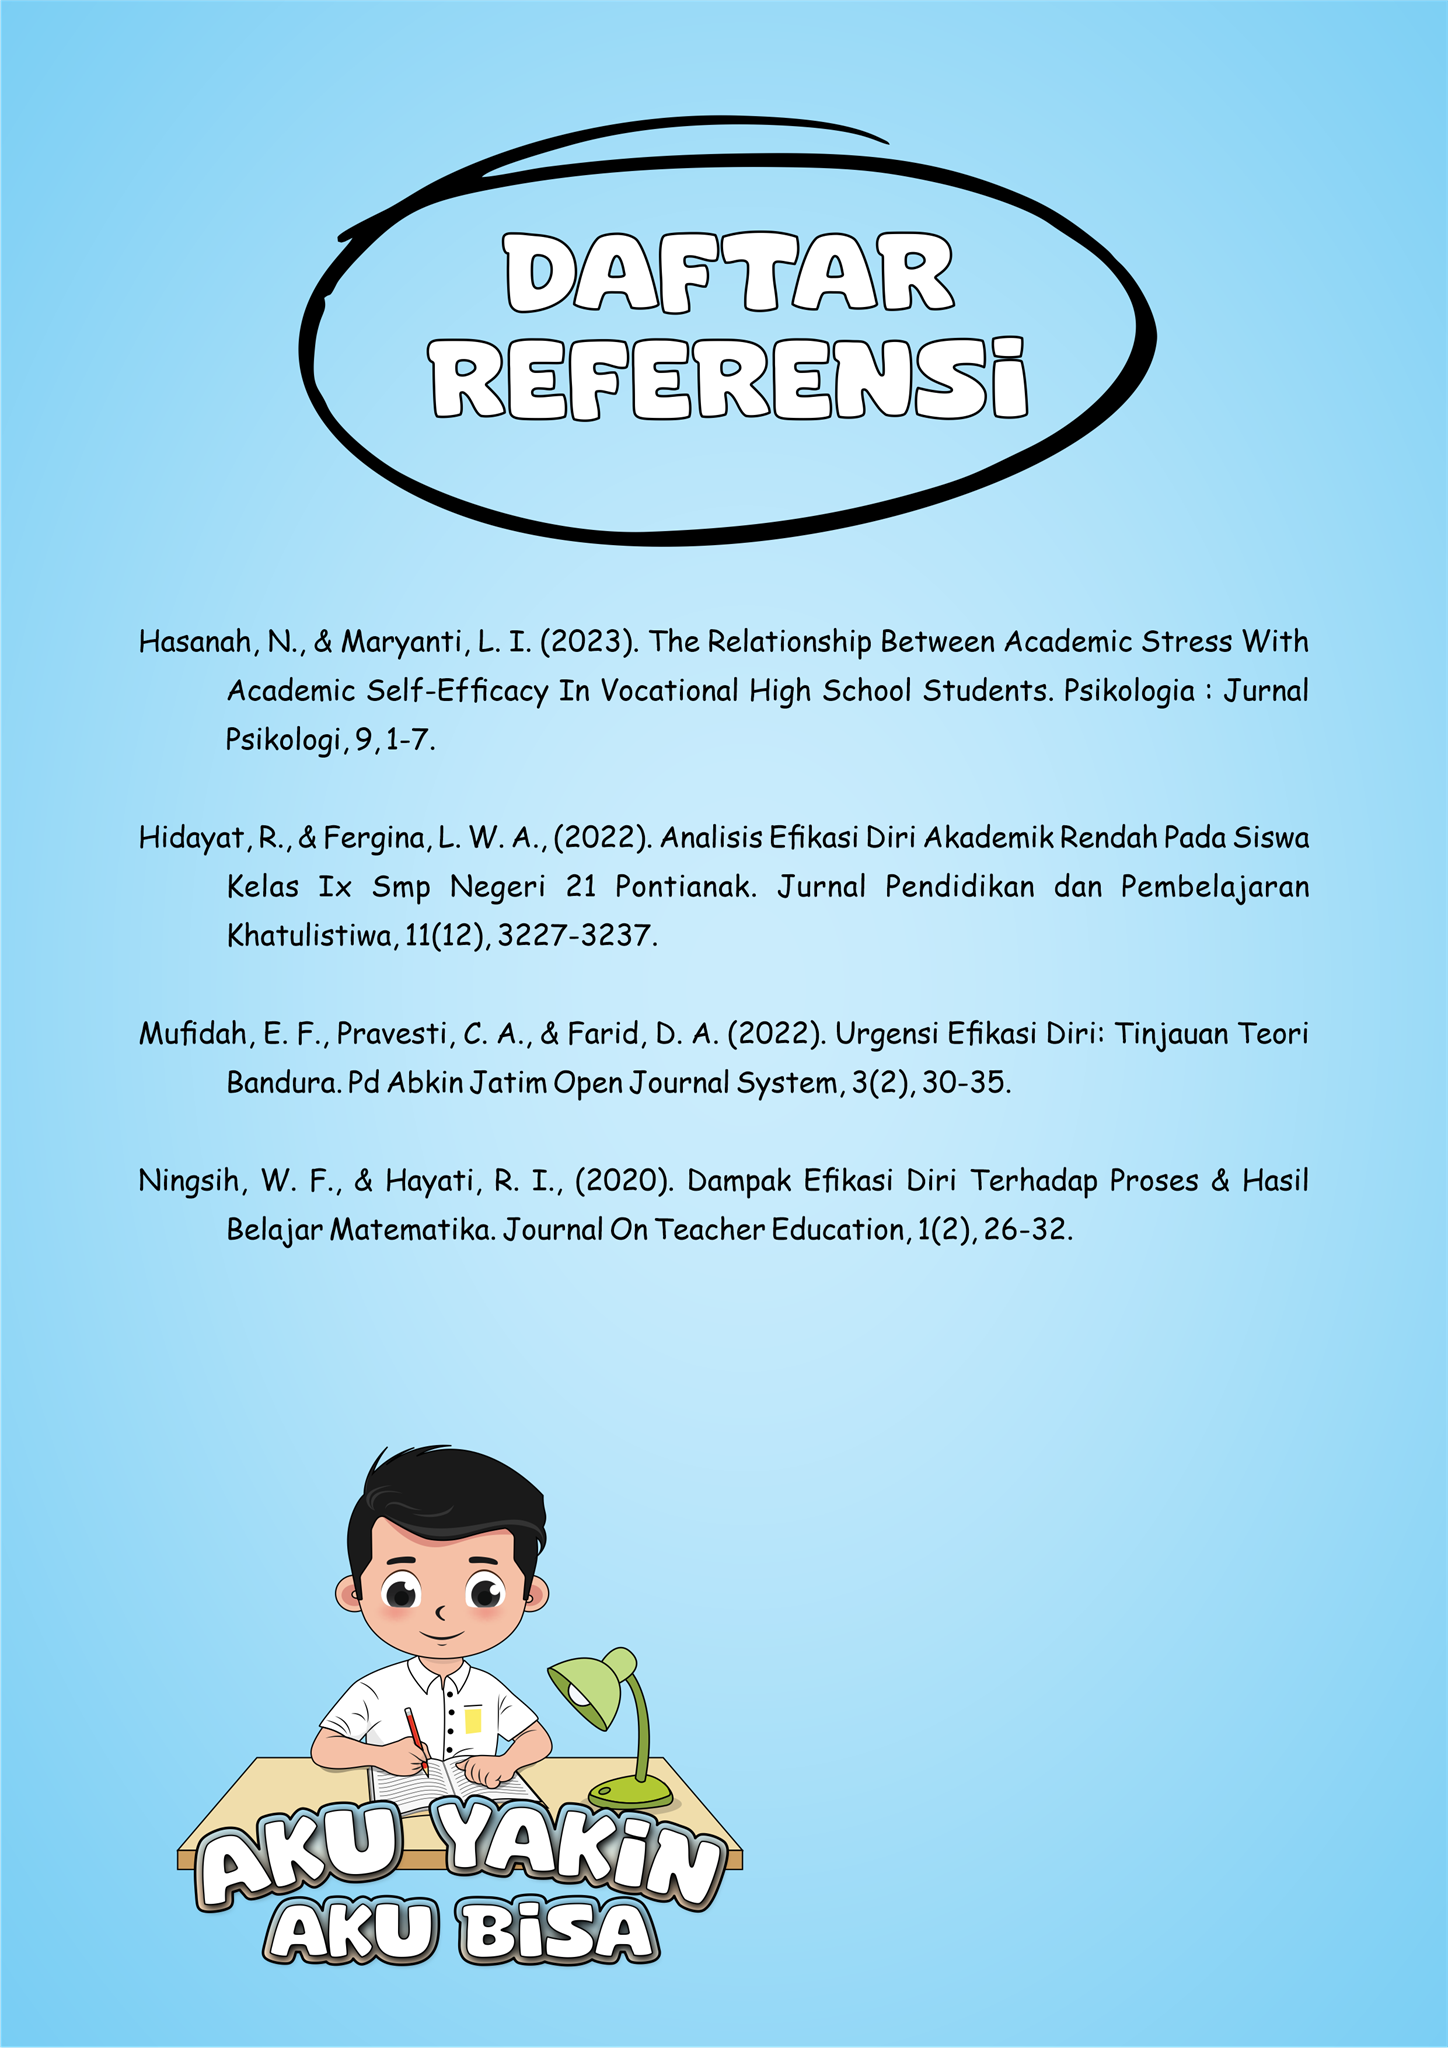 DAFTAR
REFERENSi
Hasanah, N., & Maryanti, L. I. (2023). The Relationship Between Academic Stress With
Academic Self-Efficacy In Vocational High School Students. Psikologia : Jurnal
Psikologi, 9, 1-7.
Hidayat, R., & Fergina, L. W. A., (2022). Analisis Efikasi Diri Akademik Rendah Pada Siswa
Kelas Ix Smp Negeri 21 Pontianak. Jurnal Pendidikan dan Pembelajaran
Khatulistiwa, 11(12), 3227-3237.
Mufidah, E. F., Pravesti, C. A., & Farid, D. A. (2022). Urgensi Efikasi Diri: Tinjauan Teori
Bandura. Pd Abkin Jatim Open Journal System, 3(2), 30-35.
Ningsih, W. F., & Hayati, R. I., (2020). Dampak Efikasi Diri Terhadap Proses & Hasil
Belajar Matematika. Journal On Teacher Education, 1(2), 26-32.
AKU YAKiN
AKU BiSA